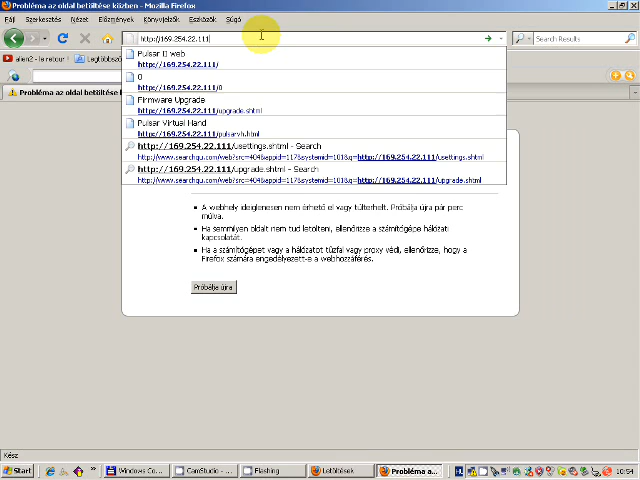 Probléma az oldal betöltése közben - Mozilla Firefox
Fájl Szerkesztés Nézet Előzmények Könyvjelzők Eszközök Súgó
http://169.254.22.111
Search Results
alien2 - le retour ! Legtöbbször
Probléma az oldal betöltése k
Pulsar II web
http://169.254.22.111/
0
http://169.254.22.111/0
Firmware Upgrade
http://169.254.22.111/upgrade.shtml
Pulsar Virtual Hand
http://169.254.22.111/pulsarvh.html
http://169.254.22.111/usettings.shtml - Search
http://www.searchqu.com/web?src=404&appid=117&systemid=101&q=http://169.254.22.111/usettings.shtml
http://169.254.22.111/upgrade.shtml - Search
http://www.searchqu.com/web?src=404&appid=117&systemid=101&q=http://169.254.22.111/upgrade.shtml
A webhely ideiglenesen nem érhető el vagy túlterhelt. Próbálja újra pár perc
múlva.
Ha semmilyen oldalt nem tud letölteni, ellenőrizze a számítógépe hálózati
kapcsolatát.
Ha a számítógépet vagy a hálózatot tűzfal vagy proxy védi, ellenőrizze, hogy a
Firefox számára engedélyezett-e a webhozzáférés.
Próbálja újra
Kész
Start » Windows Co... CamStudio - ... Flashing Letöltések Probléma a... HL 10:54